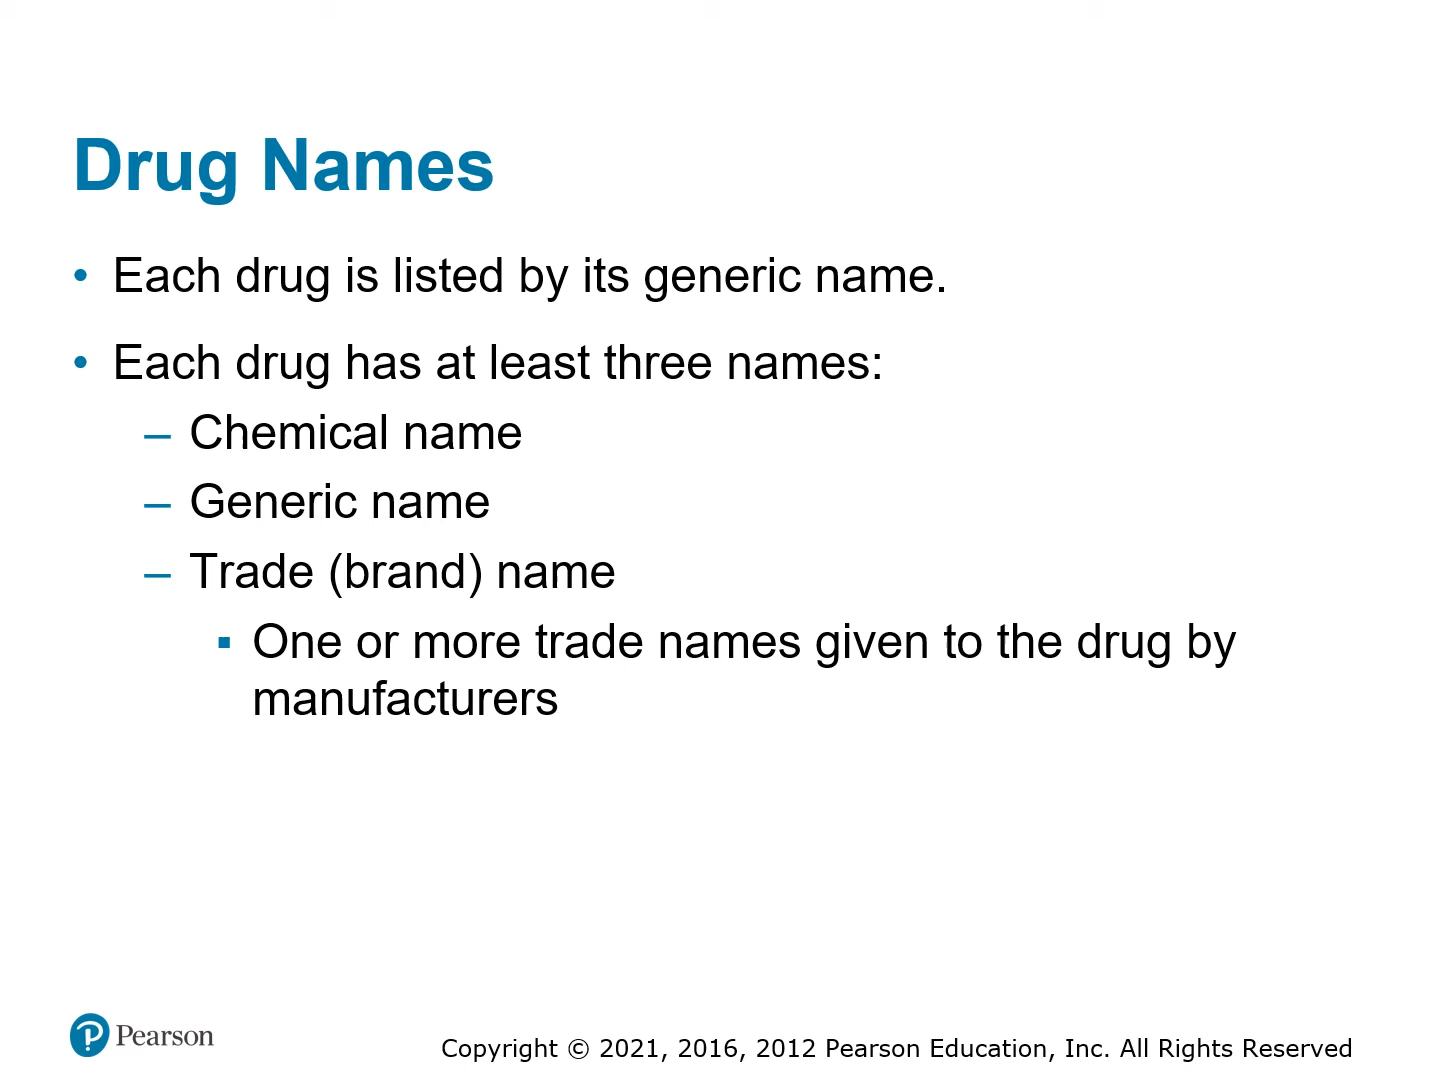 Drug Names
• Each drug is listed by its generic name.
• Each drug has at least three names:
– Chemical name
– Generic name
– Trade (brand) name
▪ One or more trade names given to the drug by
manufacturers
Pearson
Copyright © 2021, 2016, 2012 Pearson Education, Inc. All Rights Reserved